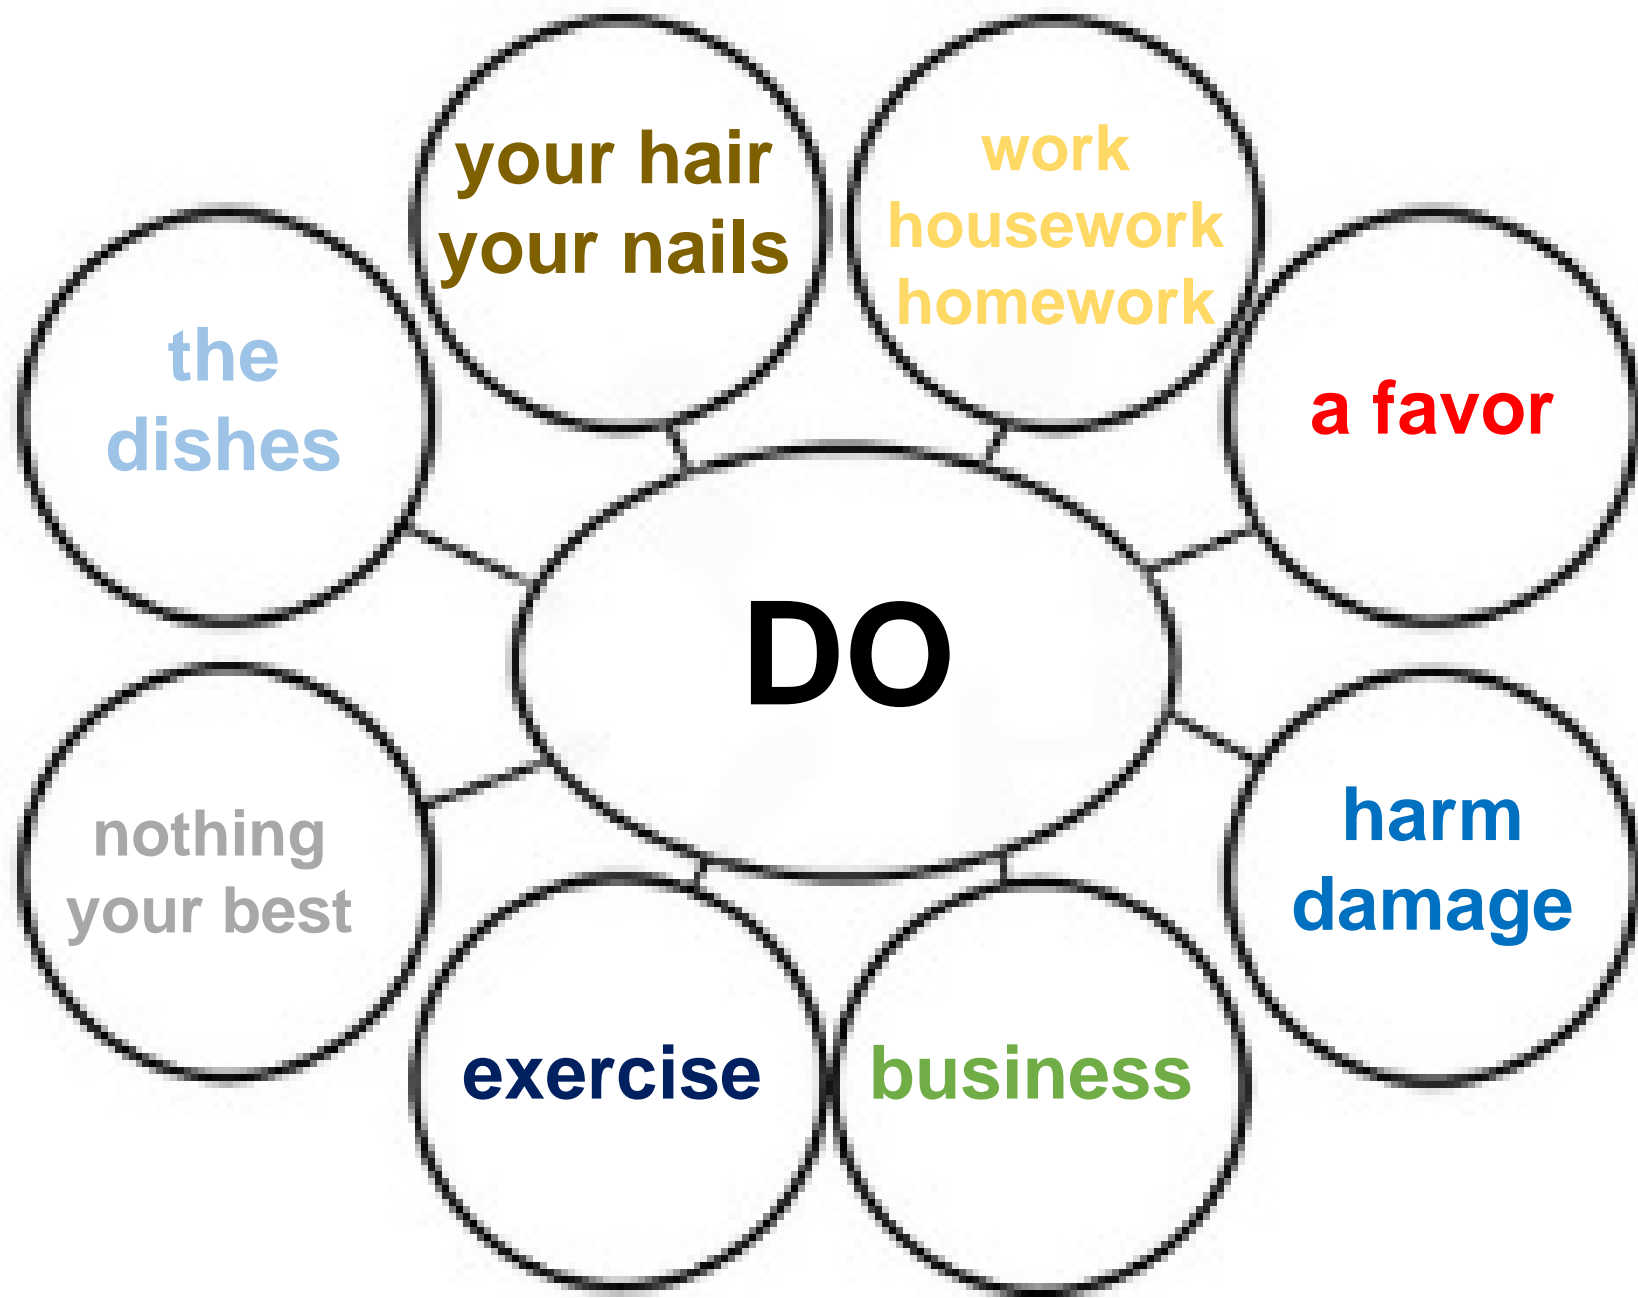 your hair
your nails
work
housework
homework
the
dishes
a favor
DO
nothing
your best
harm
damage
exercise
business